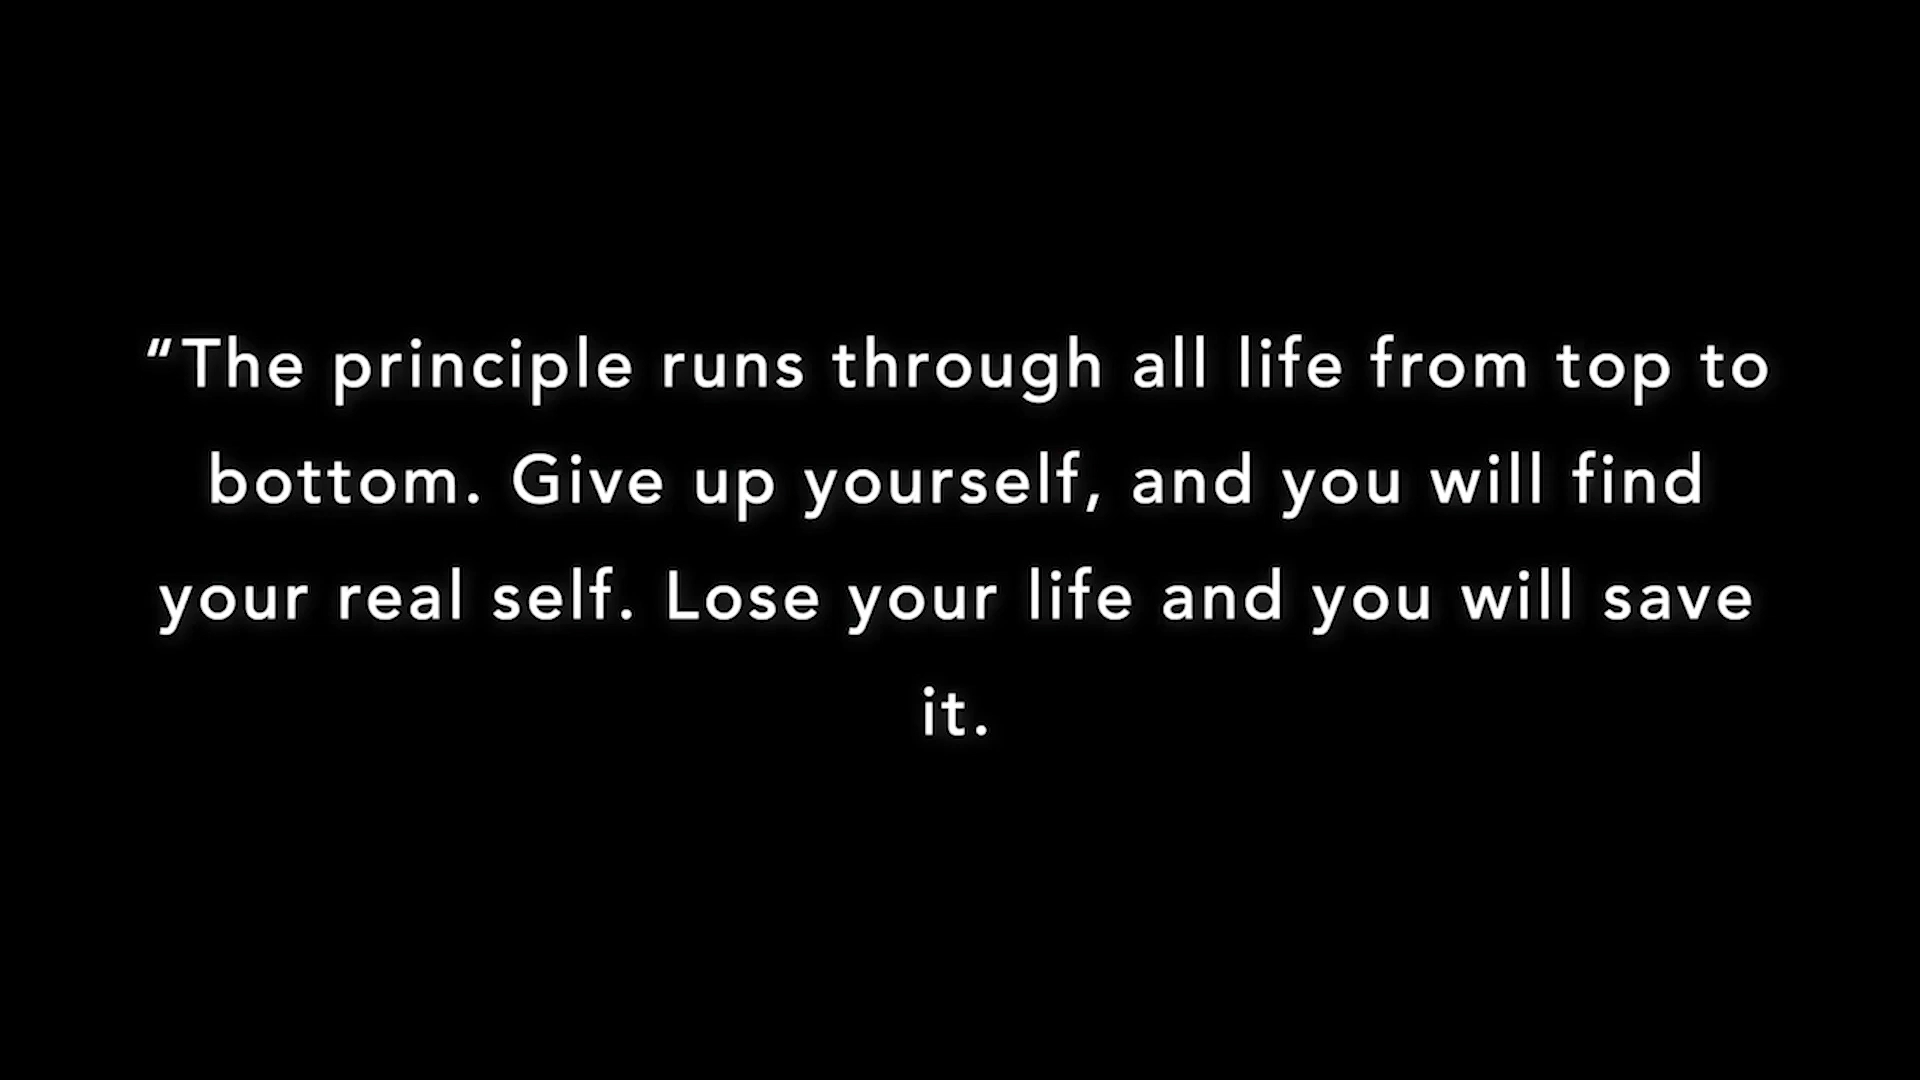 “The principle runs through all life from top to
bottom. Give up yourself, and you will find
your real self. Lose your life and you will save
it.